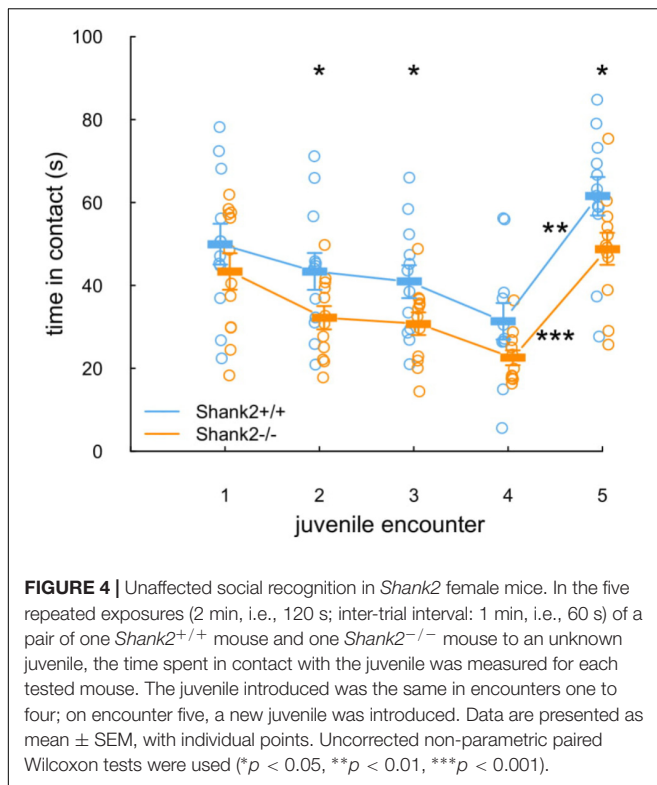 * * *
100
80
60
40
20
0
time in contact (s)
**
***
Shank2+/+
Shank2-/-
1 2 3 4 5
juvenile encounter
FIGURE 4 | Unaffected social recognition in Shank2 female mice. In the five
repeated exposures (2 min, i.e., 120 s; inter-trial interval: 1 min, i.e., 60 s) of a
pair of one Shank2+/+ mouse and one Shank2−/− mouse to an unknown
juvenile, the time spent in contact with the juvenile was measured for each
tested mouse. The juvenile introduced was the same in encounters one to
four; on encounter five, a new juvenile was introduced. Data are presented as
mean ± SEM, with individual points. Uncorrected non-parametric paired
Wilcoxon tests were used (*p < 0.05, **p < 0.01, ***p < 0.001).